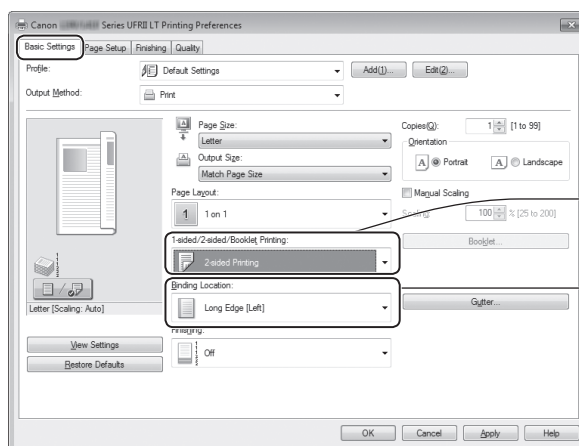 Canon Series UFRII LT Printing Preferences
Basic Settings Page Setup Finishing Quality
Profile: Default Settings Add(1)... Edit(2)...
Output Method: Print
Page Size:
Letter
Output Size:
Match Page Size
Copies(Q): 1 [1 to 99]
Orientation
A Portrait A Landscape
Page Layout:
1 1 on 1
Manual Scaling
Scaling: 100 % [25 to 200]
1-sided/2-sided/Booklet Printing:
2-sided Printing
Booklet...
Binding Location:
Long Edge [Left]
Gutter...
Letter [Scaling: Auto]
Finishing:
Off
View Settings
Restore Defaults
OK Cancel Apply Help